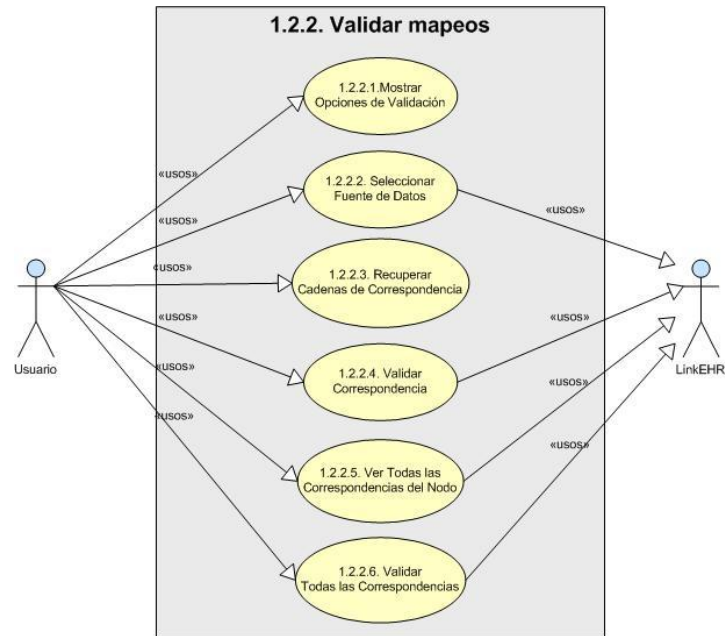 1.2.2. Validar mapeos
1.2.2.1.Mostrar
Opciones de Validación
«usos»
1.2.2.2. Seleccionar
Fuente de Datos
«usos»
«usos»
1.2.2.3. Recuperar
Cadenas de Correspondencia
«usos»
Usuario
LinkEHR
1.2.2.4. Validar
Correspondencia
«usos»
«usos»
1.2.2.5. Ver Todas las
Correspondencias del Nodo
«usos»
«usos»
1.2.2.6. Validar
Todas las Correspondencias
«usos»